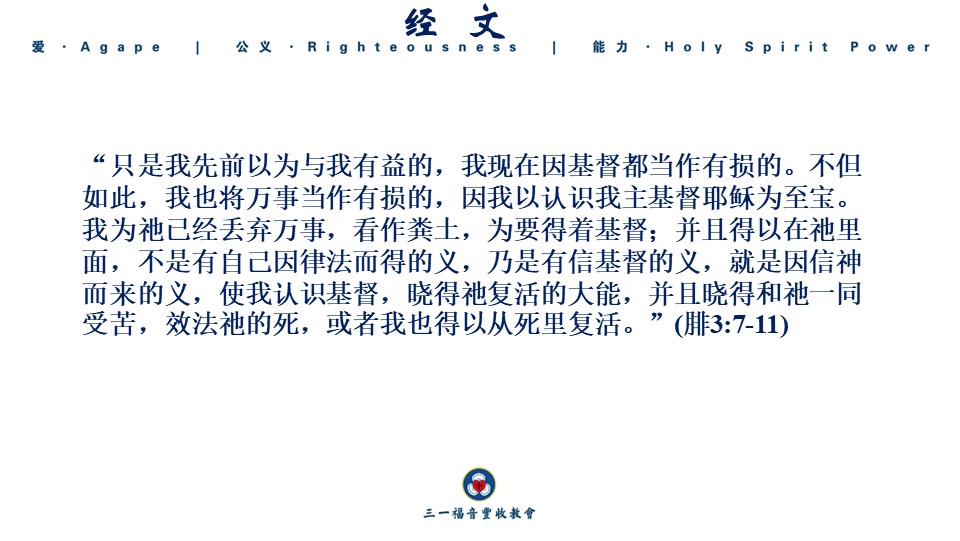 经 文
爱 · Agape | 公义 · Righteousness | 能力 · Holy Spirit Power
“只是我先前以为与我有益的，我现在因基督都当作有损的。不但
如此，我也将万事当作有损的，因我以认识我主基督耶稣为至宝。
我为祂已经丢弃万事，看作粪土，为要得着基督；并且得以在祂里
面，不是有自己因律法而得的义，乃是有信基督的义，就是因信神
而来的义，使我认识基督，晓得祂复活的大能，并且晓得和祂一同
受苦，效法祂的死，或者我也得以从死里复活。”(腓3:7-11)
三一福音豐收教會